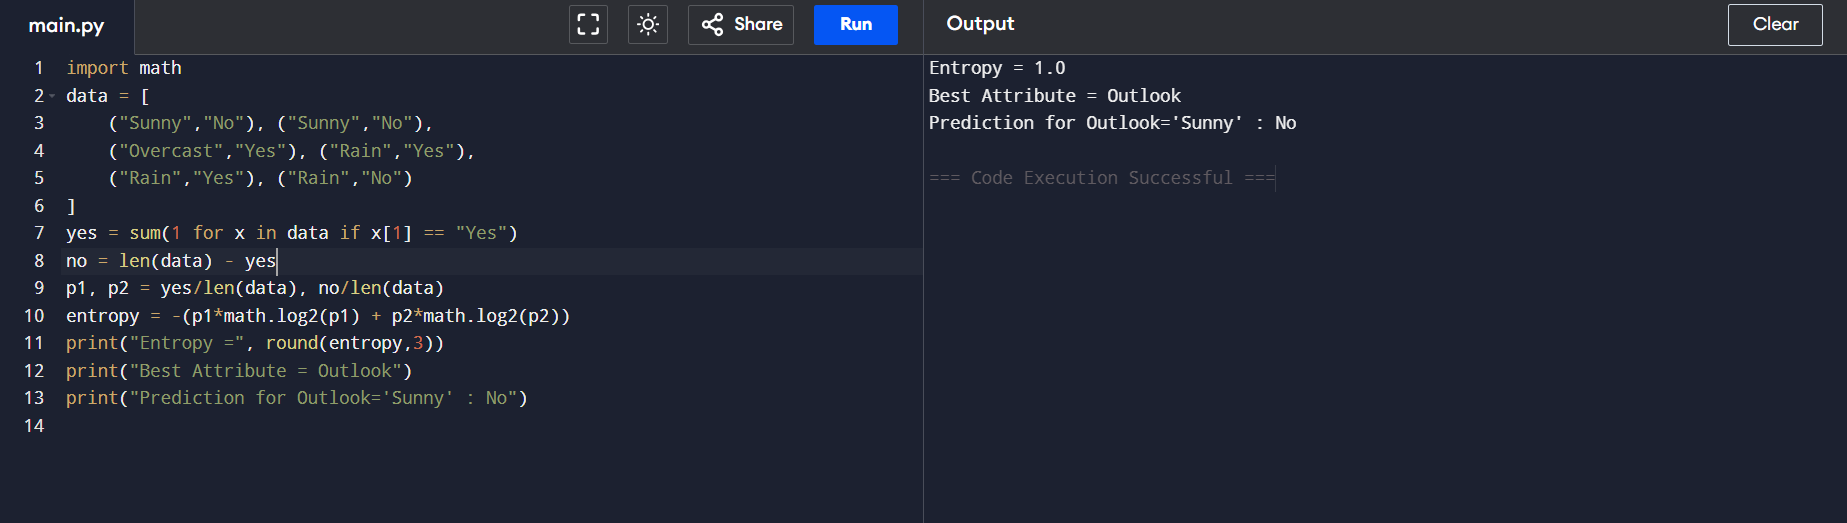 main.py
Share
Run
Output
Clear
1 import math
2 data = [
3     ("Sunny","No"), ("Sunny","No"),
4     ("Overcast","Yes"), ("Rain","Yes"),
5     ("Rain","Yes"), ("Rain","No")
6 ]
7 yes = sum(1 for x in data if x[1] == "Yes")
8 no = len(data) - yes
9 p1, p2 = yes/len(data), no/len(data)
10 entropy = -(p1*math.log2(p1) + p2*math.log2(p2))
11 print("Entropy =", round(entropy,3))
12 print("Best Attribute = Outlook")
13 print("Prediction for Outlook='Sunny' : No")
14
Entropy = 1.0
Best Attribute = Outlook
Prediction for Outlook='Sunny' : No
=== Code Execution Successful ===